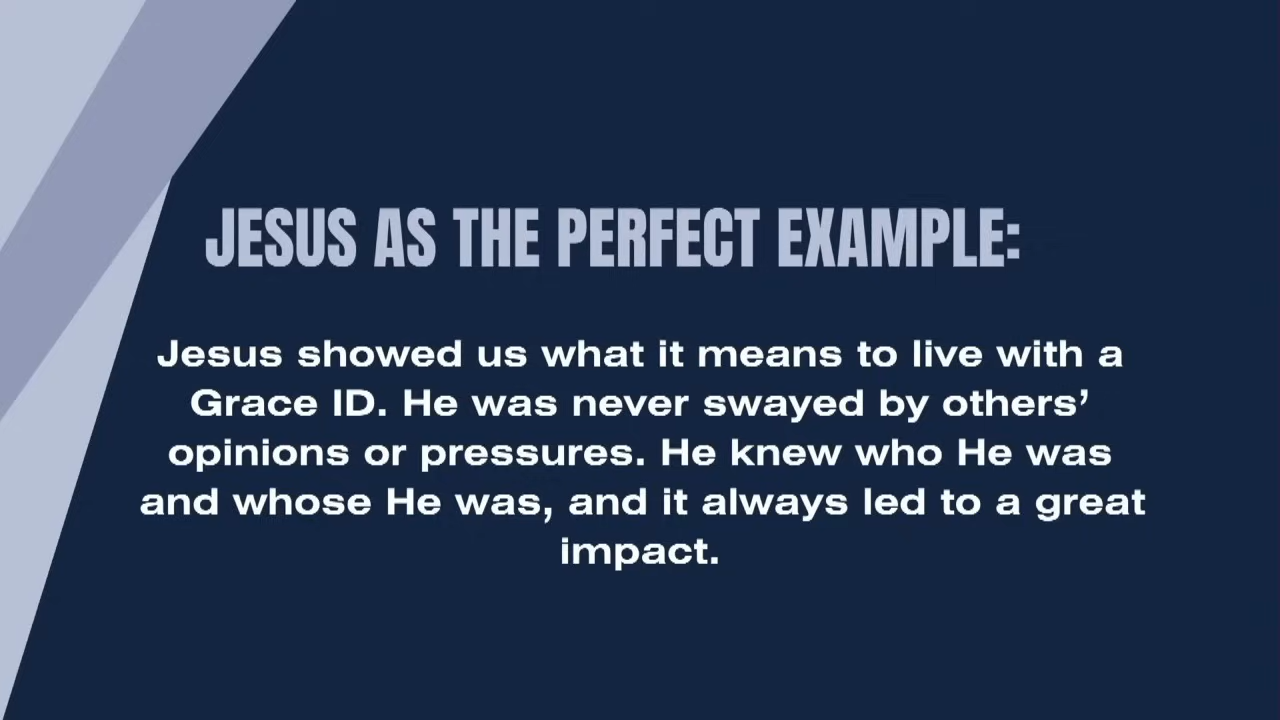 JESUS AS THE PERFECT EXAMPLE:
Jesus showed us what it means to live with a
Grace ID. He was never swayed by others’
opinions or pressures. He knew who He was
and whose He was, and it always led to a great
impact.